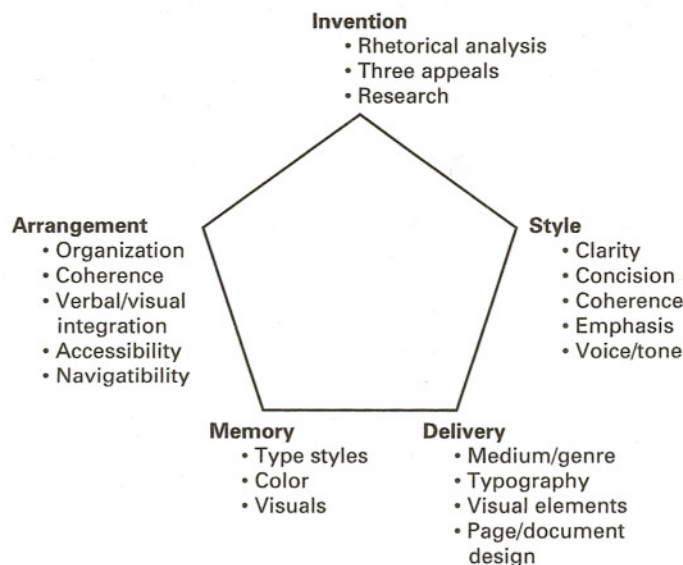 Invention
• Rhetorical analysis
• Three appeals
• Research
Arrangement
• Organization
• Coherence
• Verbal/visual
integration
• Accessibility
• Navigatibility
Style
• Clarity
• Concision
• Coherence
• Emphasis
• Voice/tone
Memory
• Type styles
• Color
• Visuals
Delivery
• Medium/genre
• Typography
• Visual elements
• Page/document
design